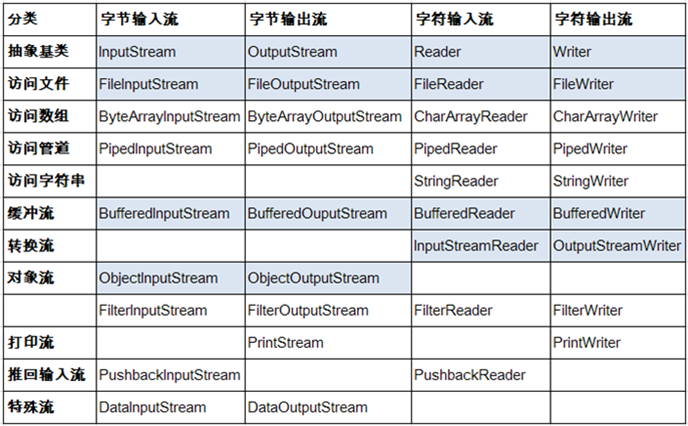 分类 字节输入流 字节输出流 字符输入流 字符输出流
抽象基类 InputStream OutputStream Reader Writer
访问文件 FileInputStream FileOutputStream FileReader FileWriter
访问数组 ByteArrayInputStream ByteArrayOutputStream CharArrayReader CharArrayWriter
访问管道 PipedInputStream PipedOutputStream PipedReader PipedWriter
访问字符串 StringReader StringWriter
缓冲流 BufferedInputStream BufferedOuputStream BufferedReader BufferedWriter
转换流 InputStreamReader OutputStreamWriter
对象流 ObjectInputStream ObjectOutputStream
FilterInputStream FilterOutputStream FilterReader FilterWriter
打印流 PrintStream PrintWriter
推回输入流 PushbackInputStream PushbackReader
特殊流 DataInputStream DataOutputStream